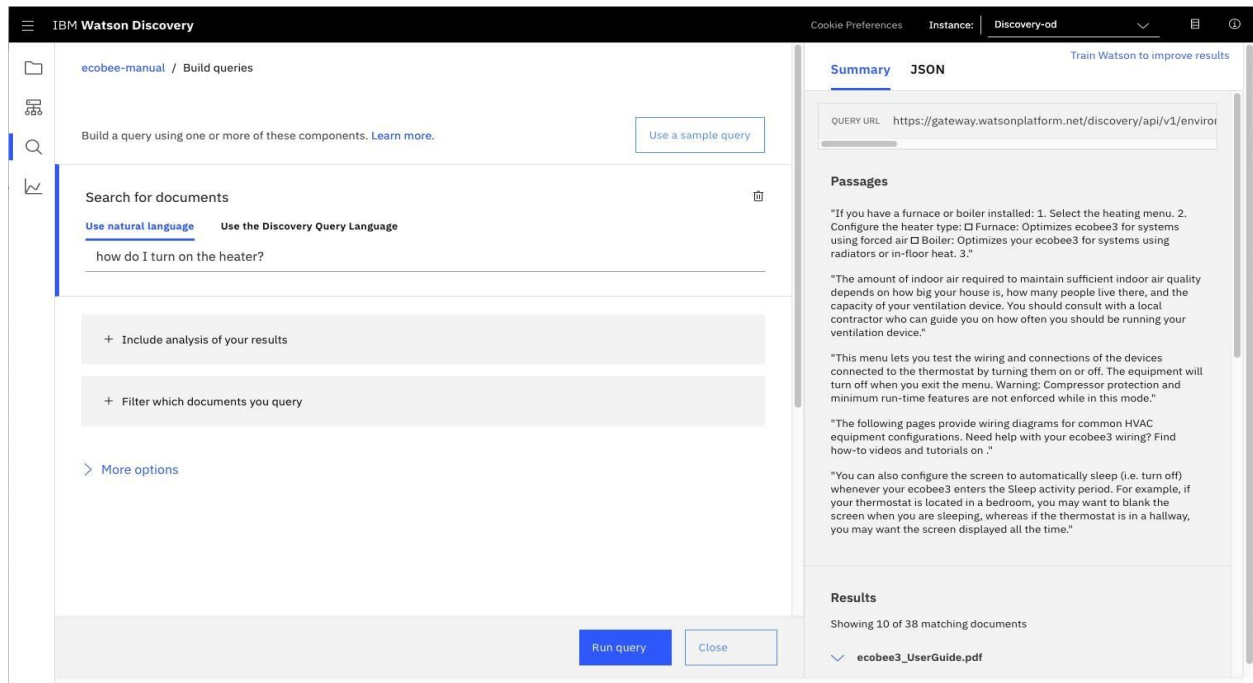 IBM Watson Discovery
Cookie Preferences
Instance:
Discovery-od
ecobee-manual / Build queries
Build a query using one or more of these components. Learn more.
Use a sample query
Search for documents
Use natural language
Use the Discovery Query Language
how do I turn on the heater?
+ Include analysis of your results
+ Filter which documents you query
More options
Run query
Close
Train Watson to improve results
Summary
JSON
QUERY URL https://gateway.watsonplatform.net/discovery/api/v1/enviror
Passages
"If you have a furnace or boiler installed: 1. Select the heating menu. 2.
Configure the heater type: □ Furnace: Optimizes ecobee3 for systems
using forced air □ Boiler: Optimizes your ecobee3 for systems using
radiators or in-floor heat. 3."
"The amount of indoor air required to maintain sufficient indoor air quality
depends on how big your house is, how many people live there, and the
capacity of your ventilation device. You should consult with a local
contractor who can guide you on how often you should be running your
ventilation device."
"This menu lets you test the wiring and connections of the devices
connected to the thermostat by turning them on or off. The equipment will
turn off when you exit the menu. Warning: Compressor protection and
minimum run-time features are not enforced while in this mode."
"The following pages provide wiring diagrams for common HVAC
equipment configurations. Need help with your ecobee3 wiring? Find
how-to videos and tutorials on ."
"You can also configure the screen to automatically sleep (i.e. turn off)
whenever your ecobee3 enters the Sleep activity period. For example, if
your thermostat is located in a bedroom, you may want to blank the
screen when you are sleeping, whereas if the thermostat is in a hallway,
you may want the screen displayed all the time."
Results
Showing 10 of 38 matching documents
ecobee3_UserGuide.pdf